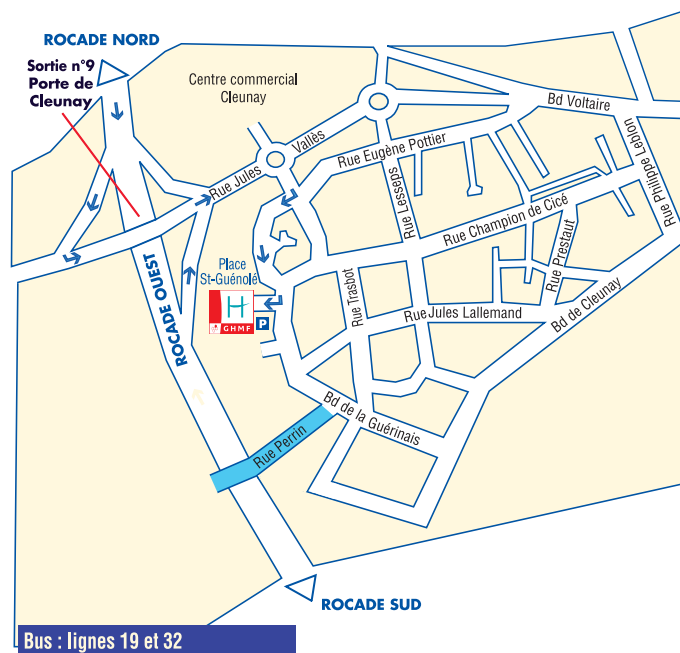 ROCADE NORD
Sortie n°9
Porte de
Cleunay
Centre commercial
Cleunay
Bd Voltaire
Rue Jules Vallès
Rue Eugène Pottier
Rue Lesseps
Rue Philippe Leblon
Rue Champion de Cicé
Place
St-Guénolé
ROCADE OUEST
Rue Trasbot
Rue Prestaut
H
GHMF
P
Rue Jules Lallemand
Bd de Cleunay
Bd de la Guérinais
Rue Perrin
ROCADE SUD
Bus : lignes 19 et 32